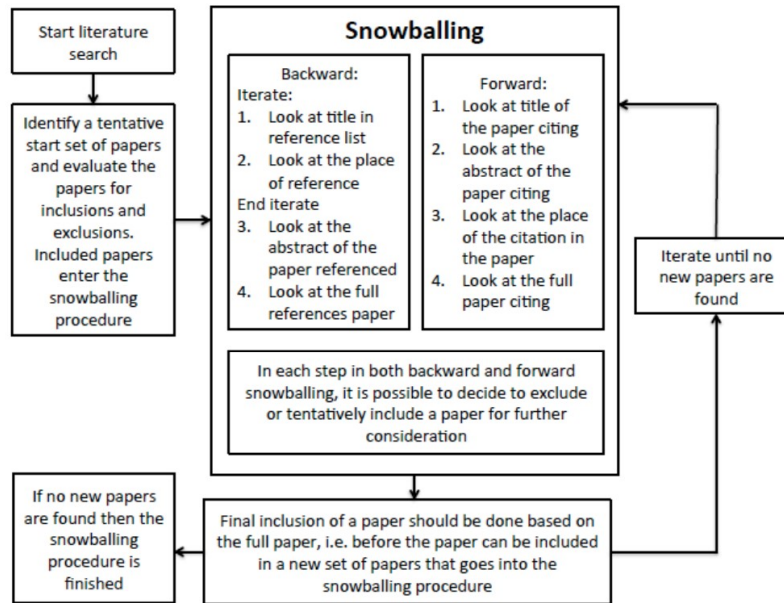 Start literature
search
Identify a tentative
start set of papers
and evaluate the
papers for
inclusions and
exclusions.
Included papers
enter the
snowballing
procedure
Snowballing
Backward:
Iterate:
1. Look at title in
reference list
2. Look at the place
of reference
End iterate
3. Look at the
abstract of the
paper referenced
4. Look at the full
references paper
Forward:
1. Look at title of
the paper citing
2. Look at the
abstract of the
paper citing
3. Look at the place
of the citation in
the paper
4. Look at the full
paper citing
In each step in both backward and forward
snowballing, it is possible to decide to exclude
or tentatively include a paper for further
consideration
Iterate until no
new papers are
found
If no new papers
are found then the
snowballing
procedure is
finished
Final inclusion of a paper should be done based on
the full paper, i.e. before the paper can be included
in a new set of papers that goes into the
snowballing procedure